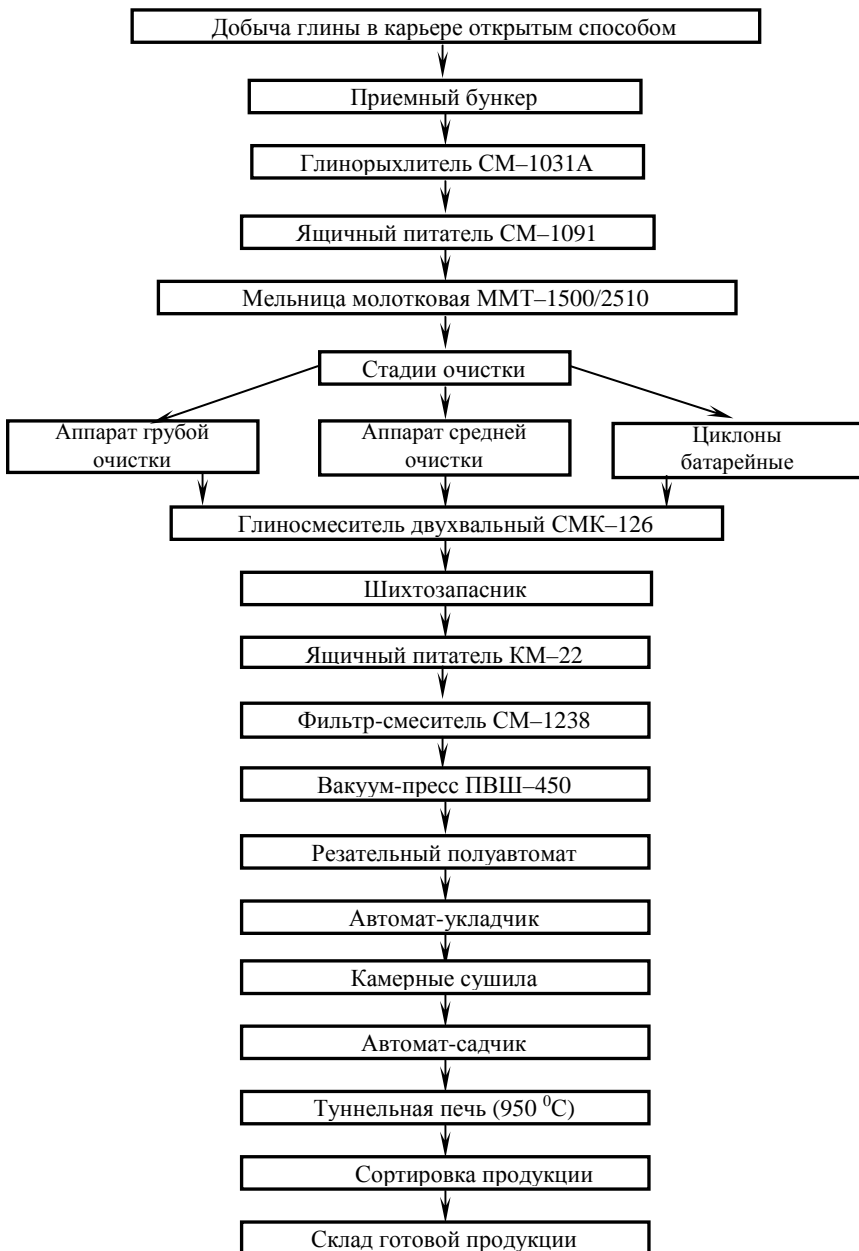 Добыча глины в карьере открытым способом
Приемный бункер
Глинорыхлитель СМ–1031А
Ящичный питатель СМ–1091
Мельница молотковая ММТ–1500/2510
Стадии очистки
Аппарат грубой
очистки
Аппарат средней
очистки
Циклоны
батарейные
Глиносмеситель двухвальный СМК–126
Шихтозапасник
Ящичный питатель КМ–22
Фильтр-смеситель СМ–1238
Вакуум-пресс ПВШ–450
Резательный полуавтомат
Автомат-укладчик
Камерные сушила
Автомат-садчик
Туннельная печь (950 ⁰С)
Сортировка продукции
Склад готовой продукции